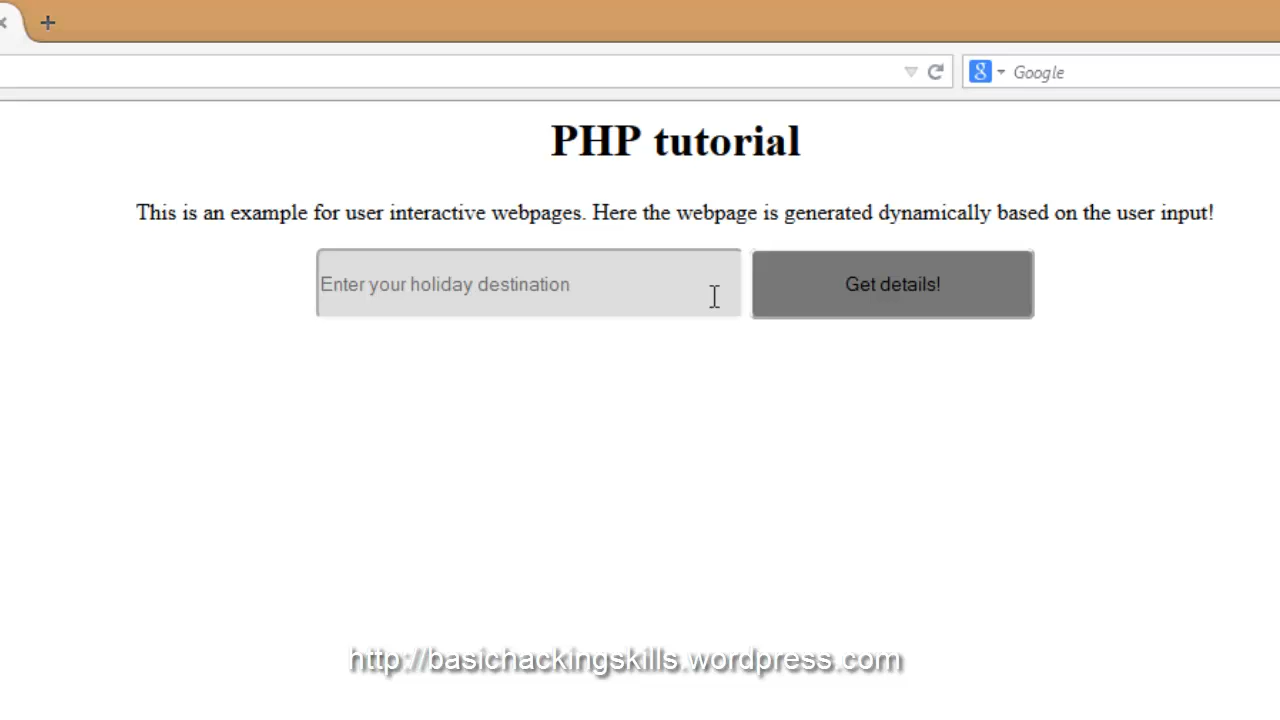 Google
PHP tutorial
This is an example for user interactive webpages. Here the webpage is generated dynamically based on the user input!
Enter your holiday destination
Get details!
http://basichackingskills.wordpress.com